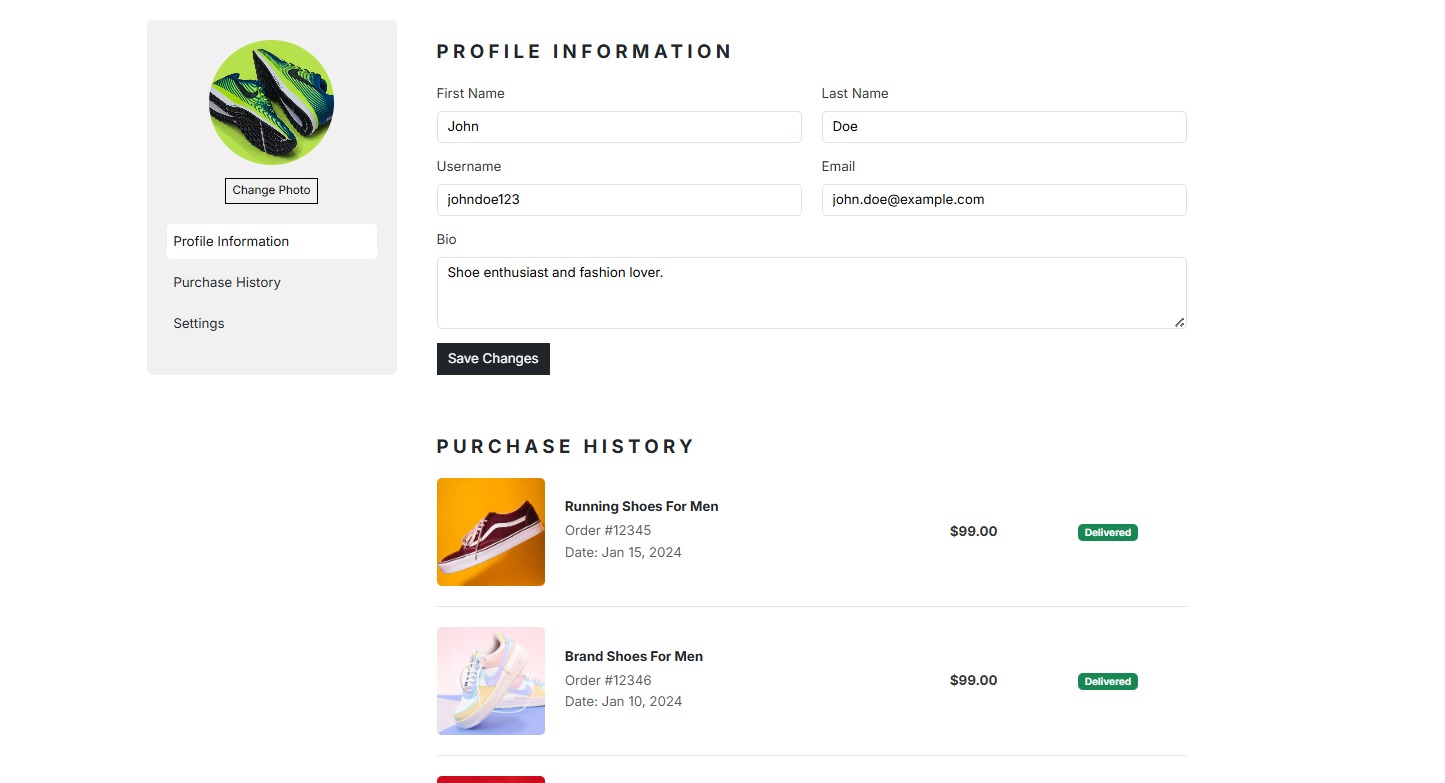 Change Photo
Profile Information
Purchase History
Settings
PROFILE INFORMATION
First Name
Last Name
John
Doe
Username
Email
johndoe123
john.doe@example.com
Bio
Shoe enthusiast and fashion lover.
Save Changes
PURCHASE HISTORY
Running Shoes For Men
Order #12345
Date: Jan 15, 2024
$99.00
Delivered
Brand Shoes For Men
Order #12346
Date: Jan 10, 2024
$99.00
Delivered